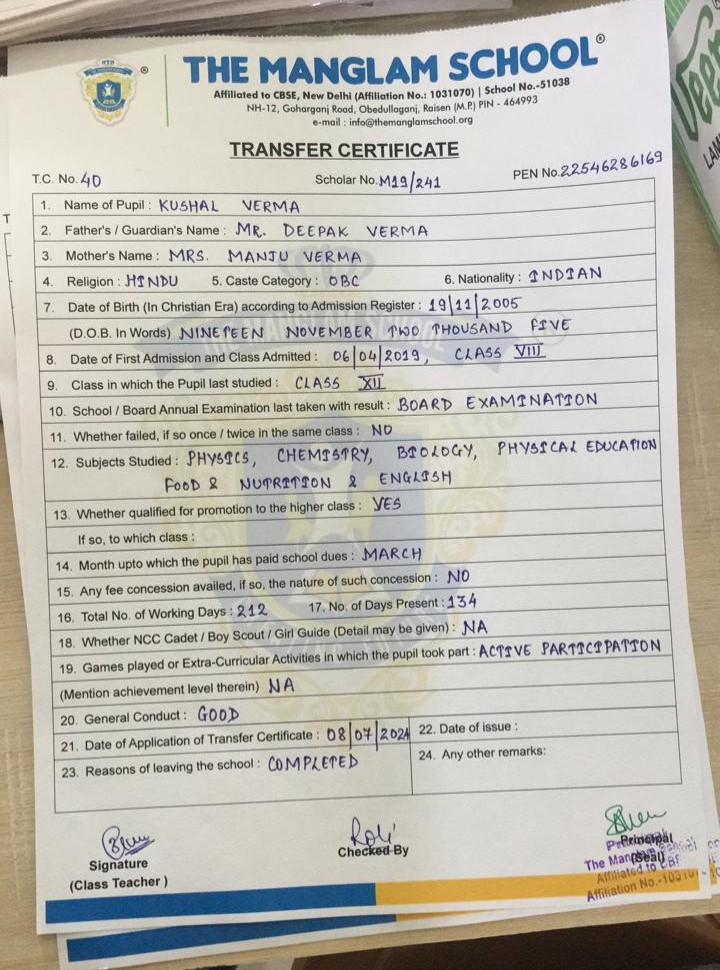 THE MANGLAM SCHOOL®
Affiliated to CBSE, New Delhi (Affiliation No.: 1031070) | School No.-51038
NH-12, Goharganj Road, Obedullaganj, Raisen (M.P.) PIN - 464993
e-mail : info@themanglamschool.org
TRANSFER CERTIFICATE
T.C. No. 40 Scholar No. M19/241 PEN No. 22546286169
1. Name of Pupil : KUSHAL VERMA
2. Father's / Guardian's Name : MR. DEEPAK VERMA
3. Mother's Name : MRS. MANJU VERMA
4. Religion : HINDU 5. Caste Category : OBC 6. Nationality : INDIAN
7. Date of Birth (In Christian Era) according to Admission Register : 19/11/2005
(D.O.B. In Words) NINETEEN NOVEMBER TWO THOUSAND FIVE
8. Date of First Admission and Class Admitted : 06/04/2019, CLASS VIII
9. Class in which the Pupil last studied : CLASS XII
10. School / Board Annual Examination last taken with result : BOARD EXAMINATION
11. Whether failed, if so once / twice in the same class : NO
12. Subjects Studied : PHYSICS, CHEMISTRY, BIOLOGY, PHYSICAL EDUCATION
FOOD & NUTRITION & ENGLISH
13. Whether qualified for promotion to the higher class : YES
If so, to which class :
14. Month upto which the pupil has paid school dues : MARCH
15. Any fee concession availed, if so, the nature of such concession : NO
16. Total No. of Working Days : 212 17. No. of Days Present : 134
18. Whether NCC Cadet / Boy Scout / Girl Guide (Detail may be given) : NA
19. Games played or Extra-Curricular Activities in which the pupil took part : ACTIVE PARTICIPATION
(Mention achievement level therein) NA
20. General Conduct : GOOD
21. Date of Application of Transfer Certificate : 08/07/2024 22. Date of issue :
23. Reasons of leaving the school : COMPLETED 24. Any other remarks:
Signature
(Class Teacher )
Roli
Checked By
Principal
(Seal)
The Manglam School
Affiliated to CBSE
Affiliation No.-10310